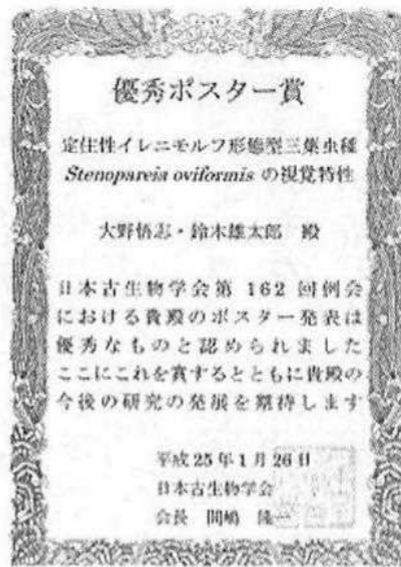 優秀ポスター賞
定住性イレニモルフ形態型三葉虫種
Stenopareia oviformis の視覚特性
大野悟志・鈴木雄太郎 殿
日本古生物学会第 162 回例会
における貴殿のポスター発表は
優秀なものと認められました
ここにこれを賞するとともに貴殿の
今後の研究の発展を期待します
平成 25 年 1 月 26 日
日本古生物学会
会長 間嶋 隆一